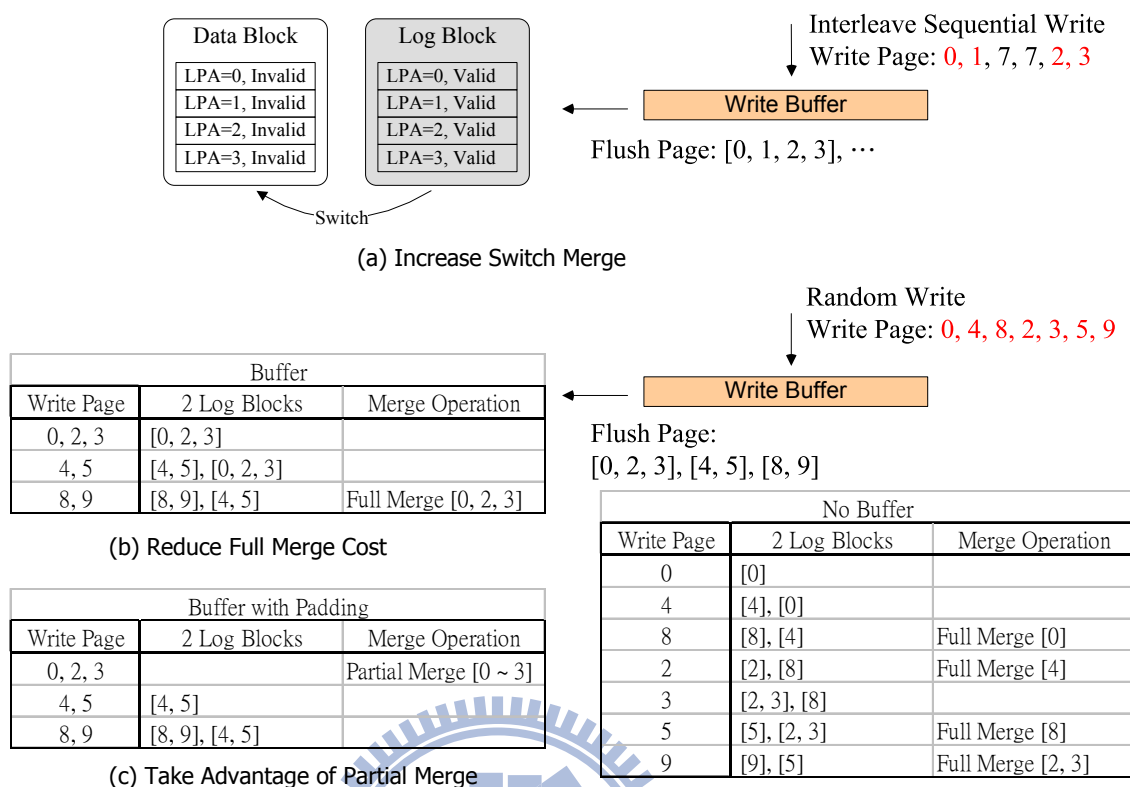 Data Block
LPA=0, Invalid
LPA=1, Invalid
LPA=2, Invalid
LPA=3, Invalid
Log Block
LPA=0, Valid
LPA=1, Valid
LPA=2, Valid
LPA=3, Valid
Switch
Interleave Sequential Write
Write Page: 0, 1, 7, 7, 2, 3
Write Buffer
Flush Page: [0, 1, 2, 3], ⋯
(a) Increase Switch Merge
Random Write
Write Page: 0, 4, 8, 2, 3, 5, 9
Write Buffer
Flush Page:
[0, 2, 3], [4, 5], [8, 9]
Buffer
Write Page 2 Log Blocks Merge Operation
0, 2, 3 [0, 2, 3]
4, 5 [4, 5], [0, 2, 3]
8, 9 [8, 9], [4, 5] Full Merge [0, 2, 3]
(b) Reduce Full Merge Cost
Buffer with Padding
Write Page 2 Log Blocks Merge Operation
0, 2, 3 Partial Merge [0 ~ 3]
4, 5 [4, 5]
8, 9 [8, 9], [4, 5]
(c) Take Advantage of Partial Merge
No Buffer
Write Page 2 Log Blocks Merge Operation
0 [0]
4 [4], [0]
8 [8], [4] Full Merge [0]
2 [2], [8] Full Merge [4]
3 [2, 3], [8]
5 [5], [2, 3] Full Merge [8]
9 [9], [5] Full Merge [2, 3]